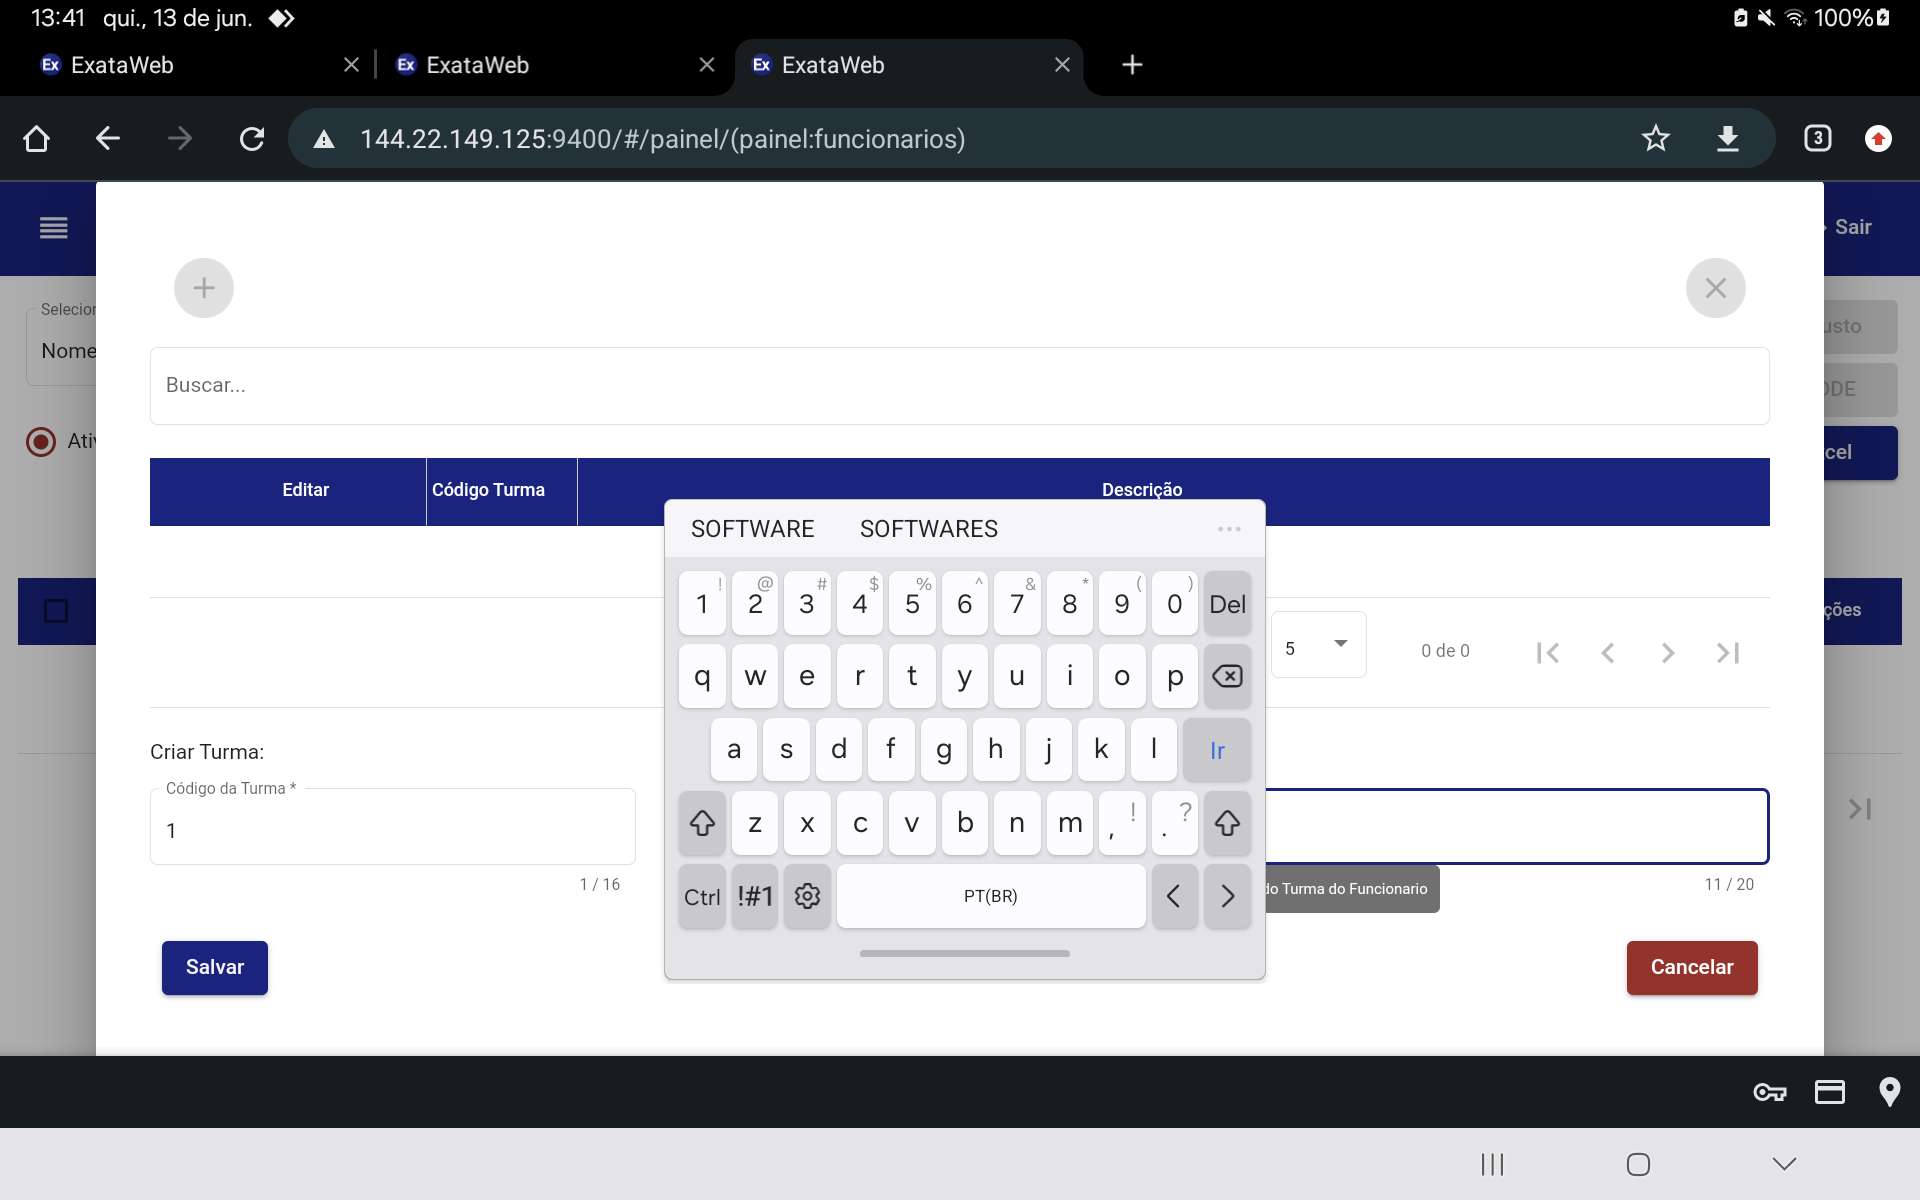 13:41 qui., 13 de jun. 100%
Ex ExataWeb Ex ExataWeb Ex ExataWeb
144.22.149.125:9400/#/painel/(painel:funcionarios) 3
Sair
Selecion
Nome
Buscar...
usto
ODE
Ativ
cel
Editar Código Turma Descrição
SOFTWARE SOFTWARES
! @ # $ % ^ & * ( )
1 2 3 4 5 6 7 8 9 0 Del
ções
5 0 de 0
q w e r t y u i o p
a s d f g h j k l Ir
Criar Turma:
Código da Turma *
1
z x c v b n m , ! . ?
1 / 16
do Turma do Funcionario
11 / 20
Ctrl !#1 PT(BR)
Salvar
Cancelar